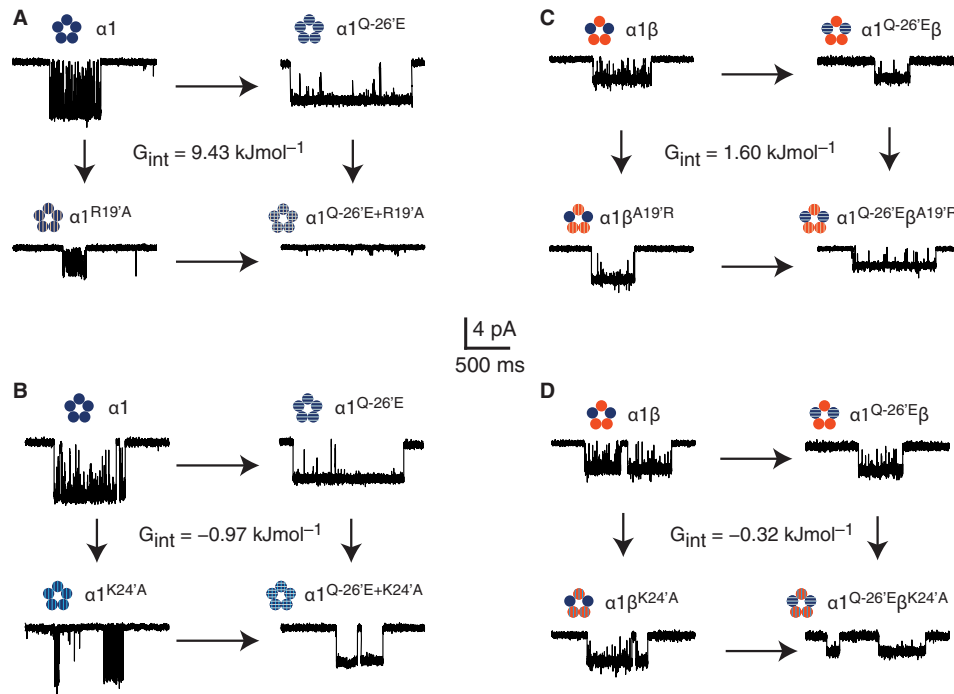 A
α1
α1Q-26'E
Gint = 9.43 kJmol−1
α1R19'A
α1Q-26'E+R19'A
C
α1β
α1Q-26'Eβ
Gint = 1.60 kJmol−1
α1βA19'R
α1Q-26'EβA19'R
4 pA
500 ms
B
α1
α1Q-26'E
Gint = −0.97 kJmol−1
α1K24'A
α1Q-26'E+K24'A
D
α1β
α1Q-26'Eβ
Gint = −0.32 kJmol−1
α1βK24'A
α1Q-26'EβK24'A